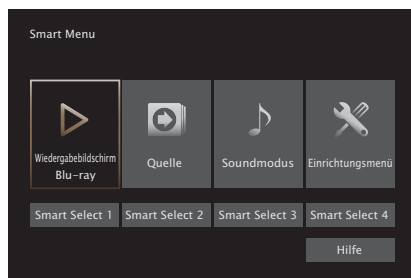 Smart Menu
Wiedergabebildschirm
Blu-ray
Quelle
Soundmodus
Einrichtungsmenü
Smart Select 1
Smart Select 2
Smart Select 3
Smart Select 4
Hilfe